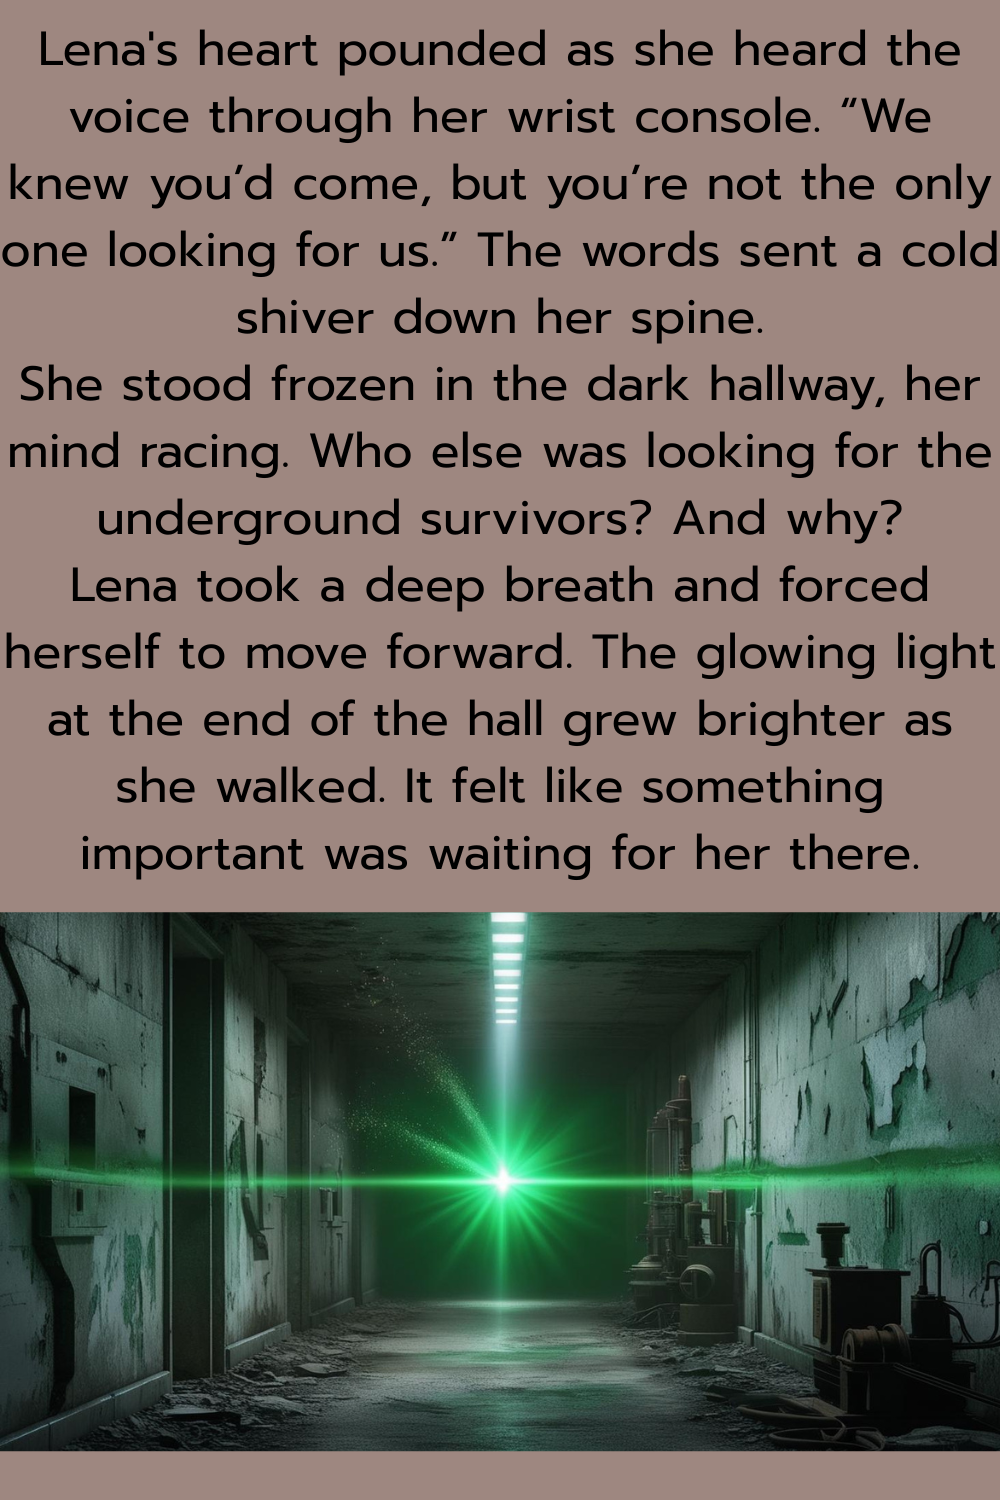 Lena's heart pounded as she heard the
voice through her wrist console. “We
knew you’d come, but you’re not the only
one looking for us.” The words sent a cold
shiver down her spine.
She stood frozen in the dark hallway, her
mind racing. Who else was looking for the
underground survivors? And why?
Lena took a deep breath and forced
herself to move forward. The glowing light
at the end of the hall grew brighter as
she walked. It felt like something
important was waiting for her there.